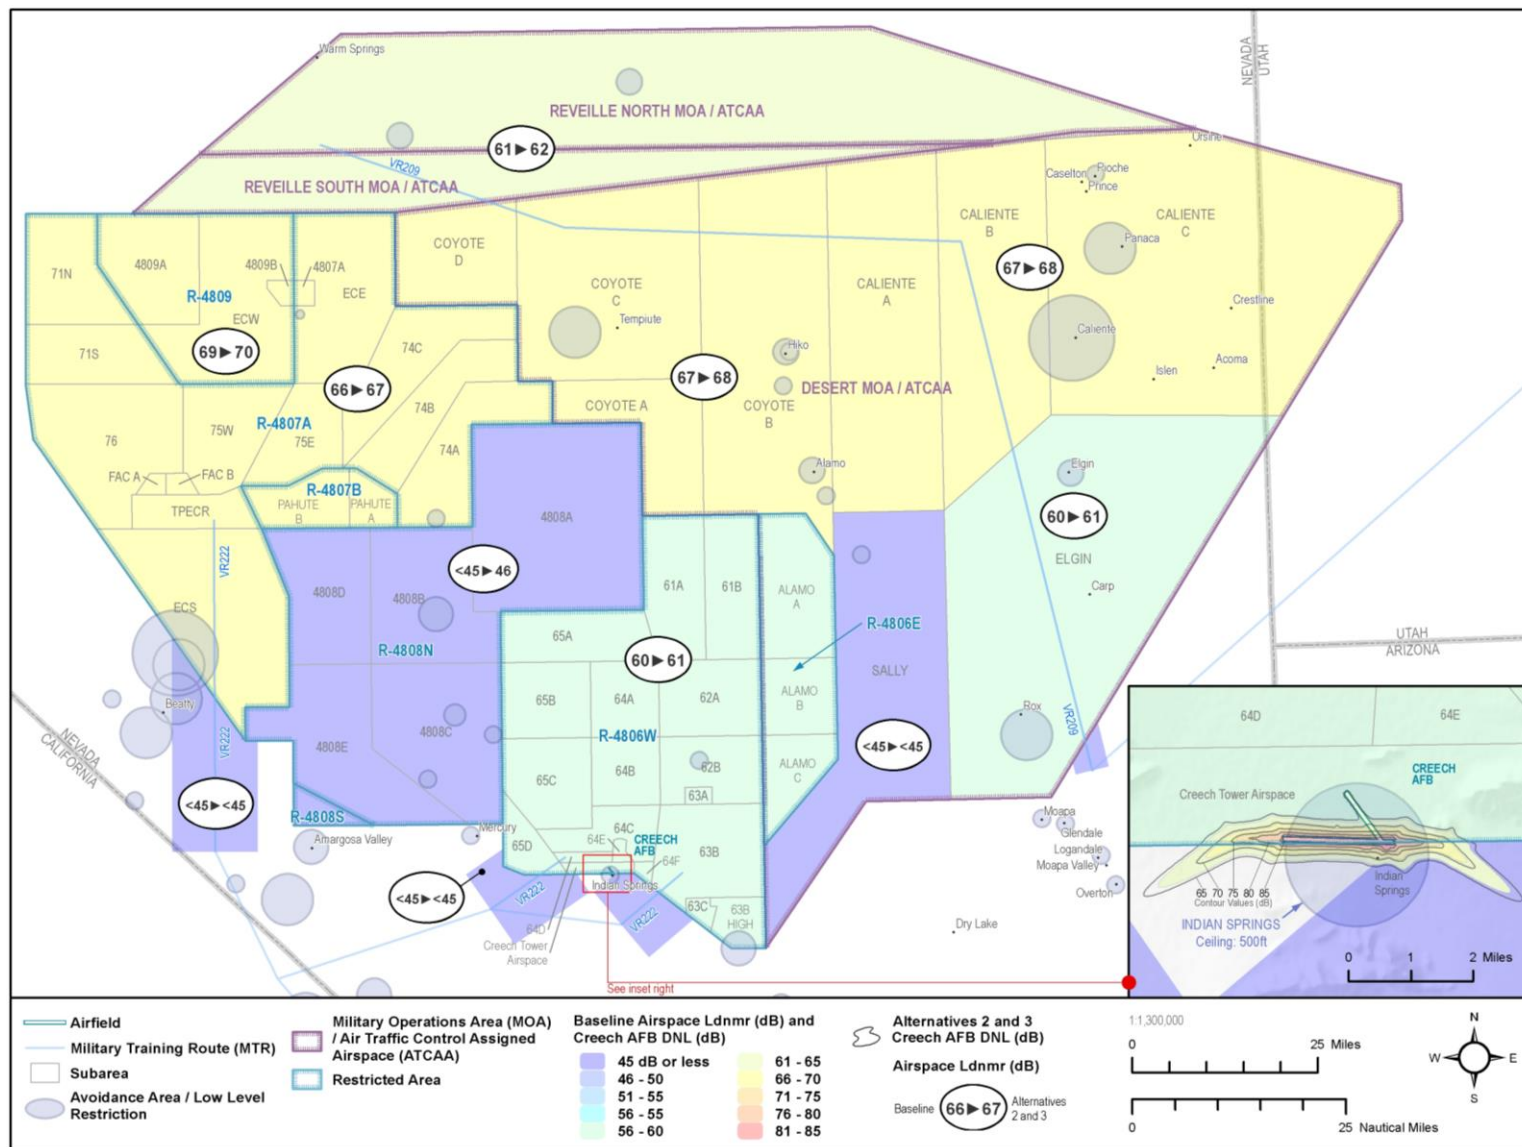 Warm Springs
NEVADA
UTAH
REVEILLE NORTH MOA / ATCAA
61►62
VR209
REVEILLE SOUTH MOA / ATCAA
Ursine
Caselton
Pioche
Prince
CALIENTE
B
CALIENTE
C
Panaca
COYOTE
D
71N
4809A
4809B
4807A
ECE
R-4809
ECW
COYOTE
C
Tempiute
CALIENTE
A
67►68
Crestline
Caliente
71S
69►70
74C
Hiko
Islen
Acoma
66►67
67►68
DESERT MOA / ATCAA
COYOTE A
COYOTE
B
74B
R-4807A
75W
75E
76
74A
FAC A
FAC B
R-4807B
PAHUTE
B
PAHUTE
A
TPECR
Alamo
Elgin
60►61
4808A
VR222
<45►46
ELGIN
4808D
4808B
61A
61B
ALAMO
A
Carp
ECS
R-4806E
65A
R-4808N
60►61
UTAH
ARIZONA
SALLY
65B
64A
62A
ALAMO
B
Beatty
Rox
VR209
4808E
4808C
R-4806W
VR222
<45►<45
NEVADA
CALIFORNIA
65C
64B
62B
ALAMO
C
63A
<45►<45
R-4808S
Amargosa Valley
Mercury
65D
64E
64C
CREECH
AFB
64F
63B
Moapa
Glendale
Logandale
Moapa Valley
Overton
Indian Springs
<45►<45
VR222
VR222
63C
63B
HIGH
64D
Creech Tower
Airspace
Dry Lake
See inset right
64D
64E
CREECH
AFB
Creech Tower Airspace
65 70 75 80 85
Contour Values (dB)
Indian
Springs
INDIAN SPRINGS
Ceiling: 500ft
0 1 2 Miles
Airfield
Military Training Route (MTR)
Subarea
Avoidance Area / Low Level
Restriction
Military Operations Area (MOA)
/ Air Traffic Control Assigned
Airspace (ATCAA)
Restricted Area
Baseline Airspace Ldnmr (dB) and
Creech AFB DNL (dB)
45 dB or less
46 - 50
51 - 55
56 - 55
56 - 60
61 - 65
66 - 70
71 - 75
76 - 80
81 - 85
Alternatives 2 and 3
Creech AFB DNL (dB)
Airspace Ldnmr (dB)
Baseline 66►67 Alternatives
2 and 3
1:1,300,000
0 25 Miles
0 25 Nautical Miles
N
W E
S